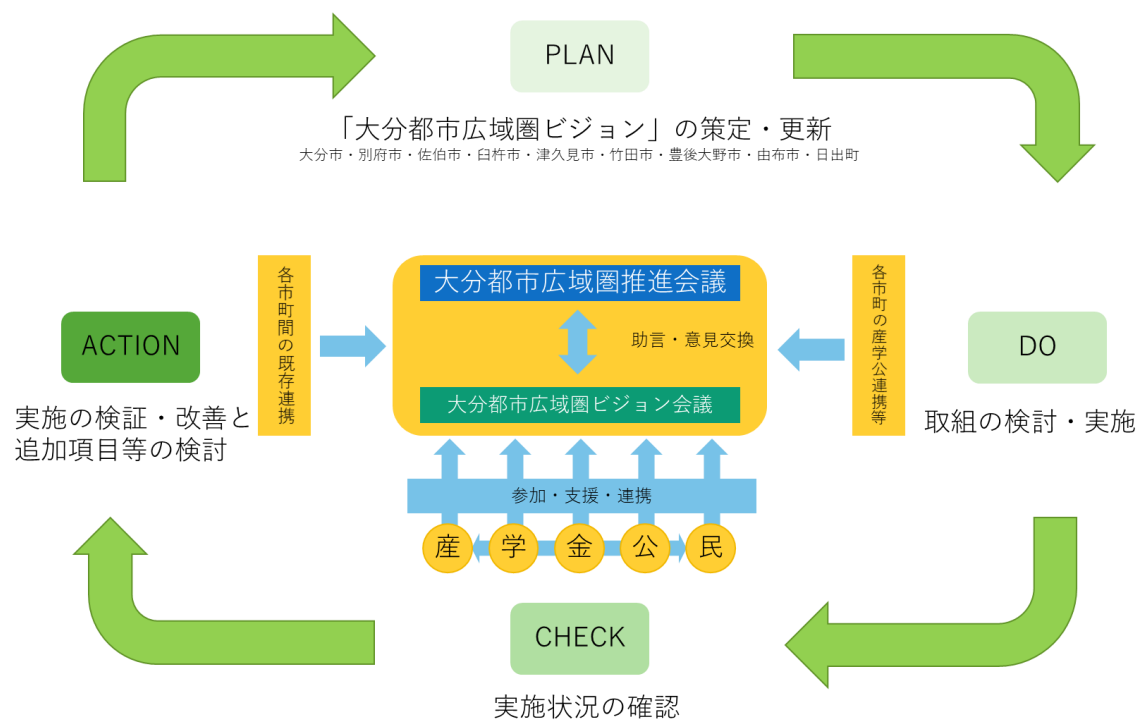 PLAN
「大分都市広域圏ビジョン」の策定・更新
大分市・別府市・佐伯市・臼杵市・津久見市・竹田市・豊後大野市・由布市・日出町
各市町間の既存連携
大分都市広域圏推進会議
助言・意見交換
大分都市広域圏ビジョン会議
各市町の産学公連携等
ACTION
実施の検証・改善と
追加項目等の検討
DO
取組の検討・実施
参加・支援・連携
産
学
金
公
民
CHECK
実施状況の確認